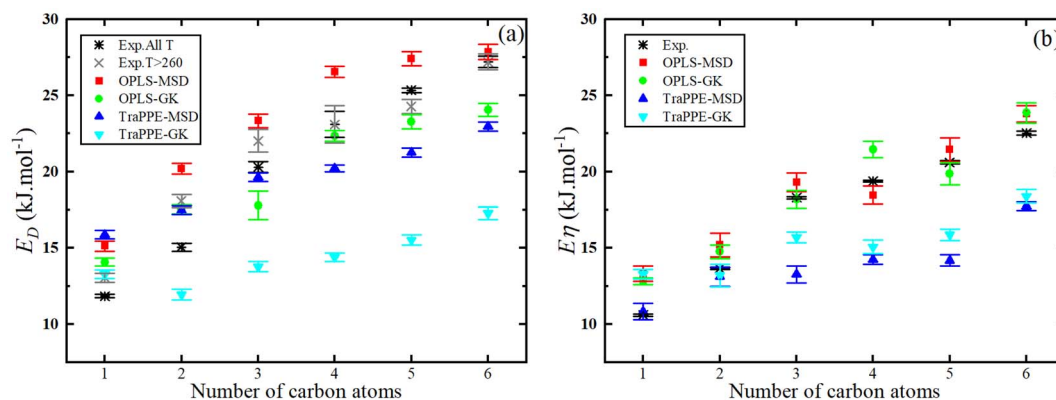 30
25
20
15
10
E_D (kJ.mol⁻¹)
(a)
Exp.All T
Exp.T>260
OPLS-MSD
OPLS-GK
TraPPE-MSD
TraPPE-GK
1 2 3 4 5 6
Number of carbon atoms
30
25
20
15
10
Eη (kJ.mol⁻¹)
(b)
Exp.
OPLS-MSD
OPLS-GK
TraPPE-MSD
TraPPE-GK
1 2 3 4 5 6
Number of carbon atoms